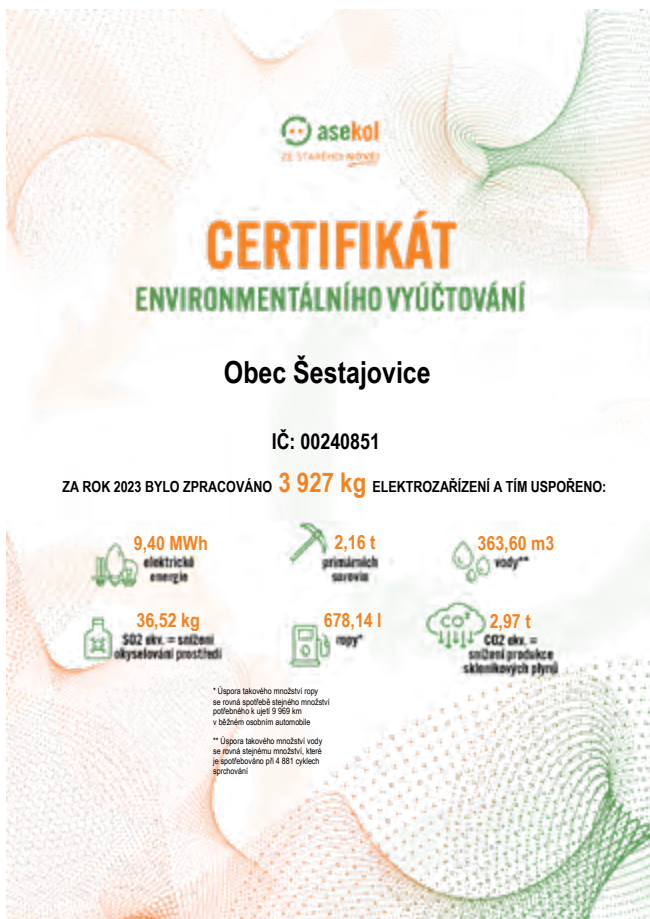 asekol
ZE STARÉHO NOVÉ!
CERTIFIKÁT
ENVIRONMENTÁLNÍHO VYÚČTOVÁNÍ
Obec Šestajovice
IČ: 00240851
ZA ROK 2023 BYLO ZPRACOVÁNO 3 927 kg ELEKTROZAŘÍZENÍ A TÍM USPOŘENO:
9,40 MWh
elektrické
energie
2,16 t
primárních
surovin
363,60 m3
vody**
36,52 kg
SO2 ekv. = snížení
okyselování prostředí
678,14 l
ropy*
CO2
2,97 t
CO2 ekv. =
snížení produkce
skleníkových plynů
* Úspora takového množství ropy
se rovná spotřebě stejného množství
potřebného k ujetí 9 969 km
v běžném osobním automobile
** Úspora takového množství vody
se rovná stejnému množství, které
je spotřebováno při 4 881 cyklech
sprchování